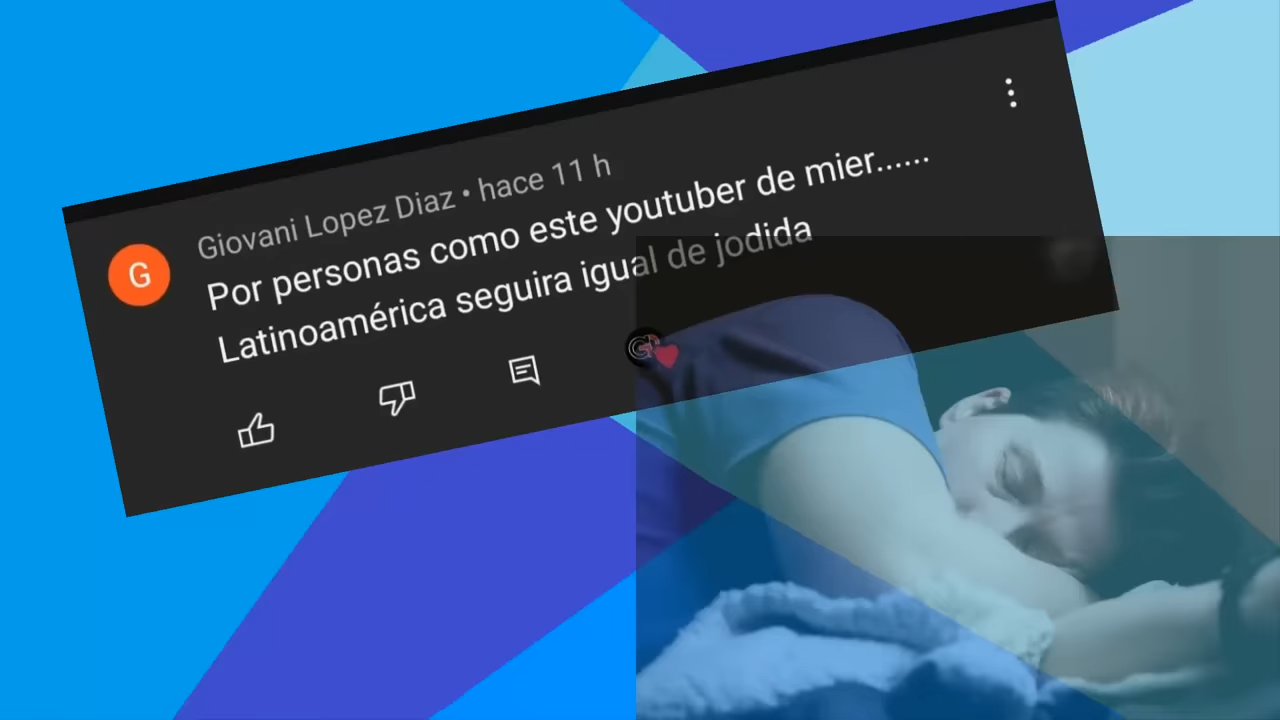 Giovani Lopez Diaz • hace 11 h
G
Por personas como este youtuber de mier......
Latinoamérica seguira igual de jodida